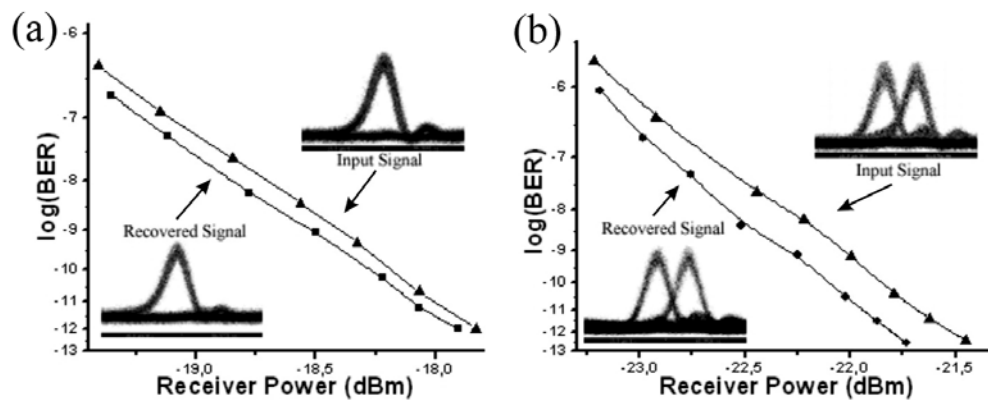 (a)
log(BER)
-6
-7
-8
-9
-10
-11
-12
-13
Input Signal
Recovered Signal
-19,0
-18,5
-18,0
Receiver Power (dBm)
(b)
log(BER)
-6
-7
-8
-9
-10
-11
-12
-13
Input Signal
Recovered Signal
-23,0
-22,5
-22,0
-21,5
Receiver Power (dBm)